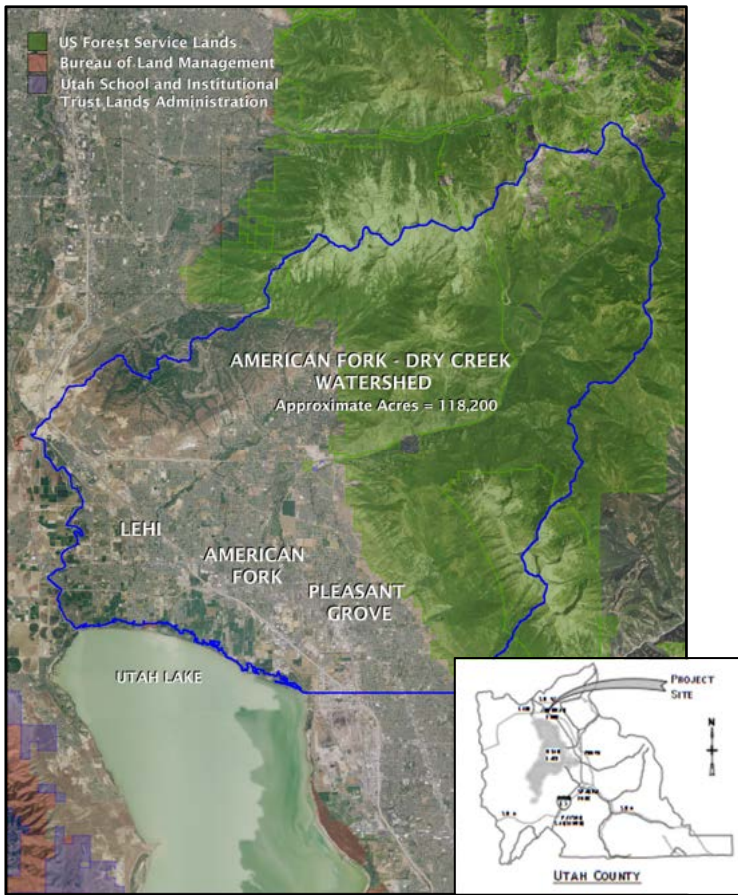 US Forest Service Lands
Bureau of Land Management
Utah School and Institutional
Trust Lands Administration
AMERICAN FORK - DRY CREEK
WATERSHED
Approximate Acres = 118,200
LEHI
AMERICAN
FORK
PLEASANT
GROVE
UTAH LAKE
PROJECT
SITE
N
UTAH COUNTY